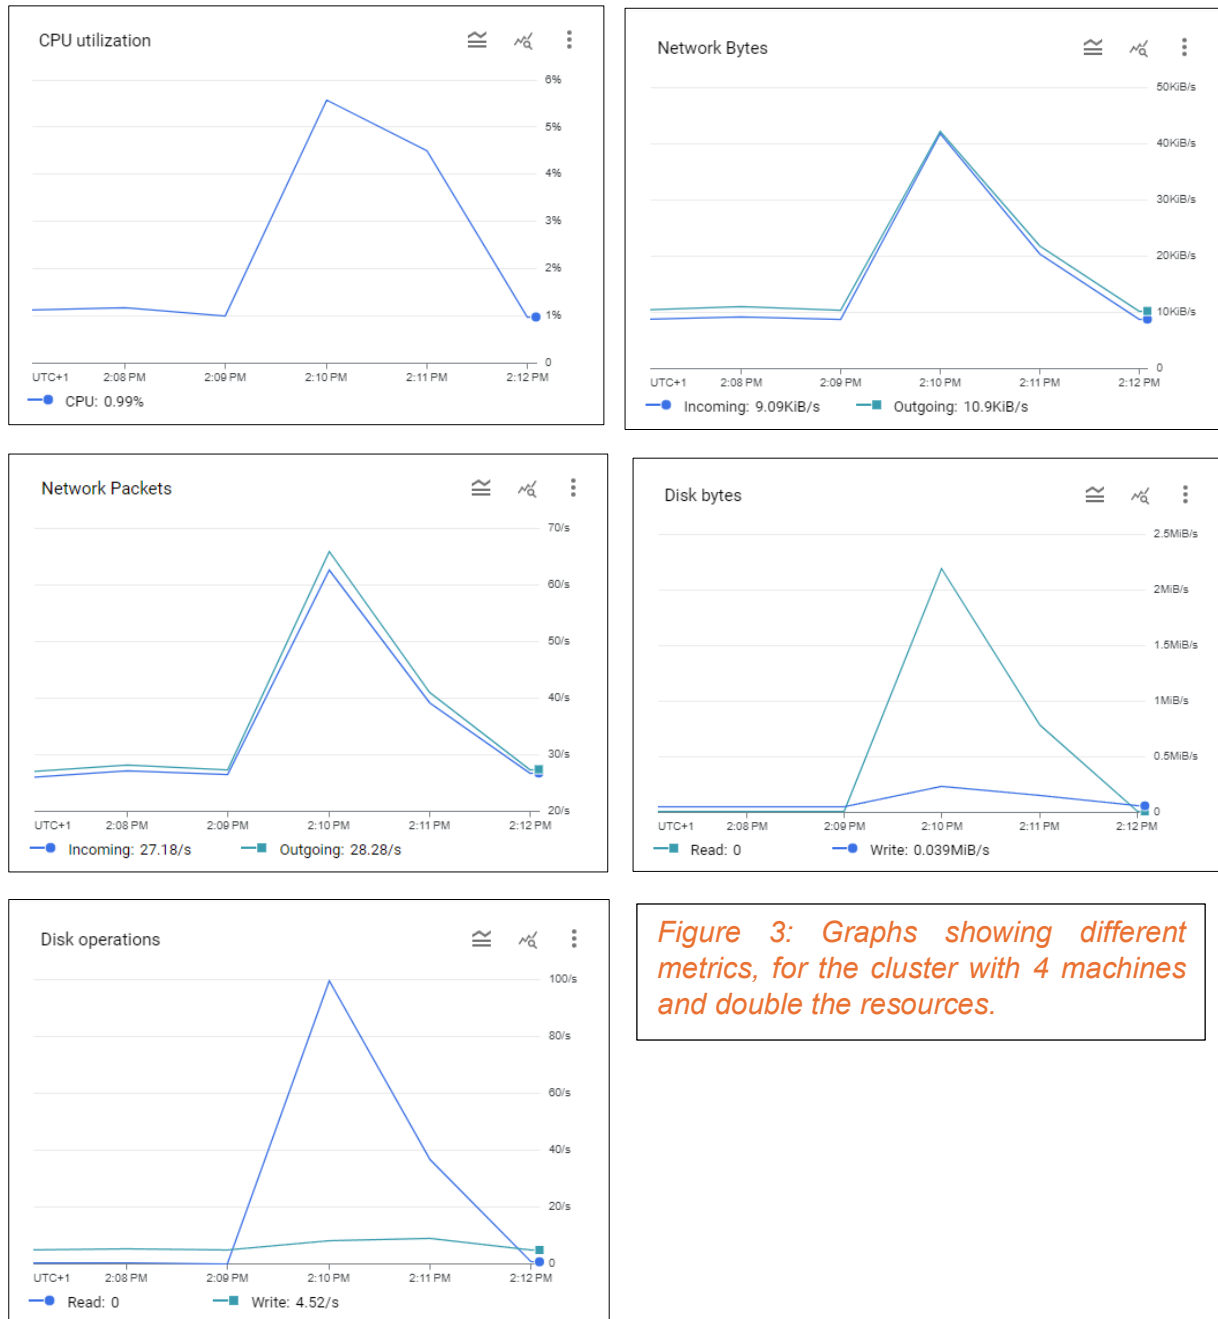 CPU utilization
6%
5%
4%
3%
2%
1%
0
UTC+1 2:08 PM 2:09 PM 2:10 PM 2:11 PM 2:12 PM
CPU: 0.99%
Network Bytes
50KiB/s
40KiB/s
30KiB/s
20KiB/s
10KiB/s
0
UTC+1 2:08 PM 2:09 PM 2:10 PM 2:11 PM 2:12 PM
Incoming: 9.09KiB/s Outgoing: 10.9KiB/s
Network Packets
70/s
60/s
50/s
40/s
30/s
20/s
UTC+1 2:08 PM 2:09 PM 2:10 PM 2:11 PM 2:12 PM
Incoming: 27.18/s Outgoing: 28.28/s
Disk bytes
2.5MiB/s
2MiB/s
1.5MiB/s
1MiB/s
0.5MiB/s
0
UTC+1 2:08 PM 2:09 PM 2:10 PM 2:11 PM 2:12 PM
Read: 0 Write: 0.039MiB/s
Disk operations
100/s
80/s
60/s
40/s
20/s
0
UTC+1 2:08 PM 2:09 PM 2:10 PM 2:11 PM 2:12 PM
Read: 0 Write: 4.52/s
Figure 3: Graphs showing different
metrics, for the cluster with 4 machines
and double the resources.